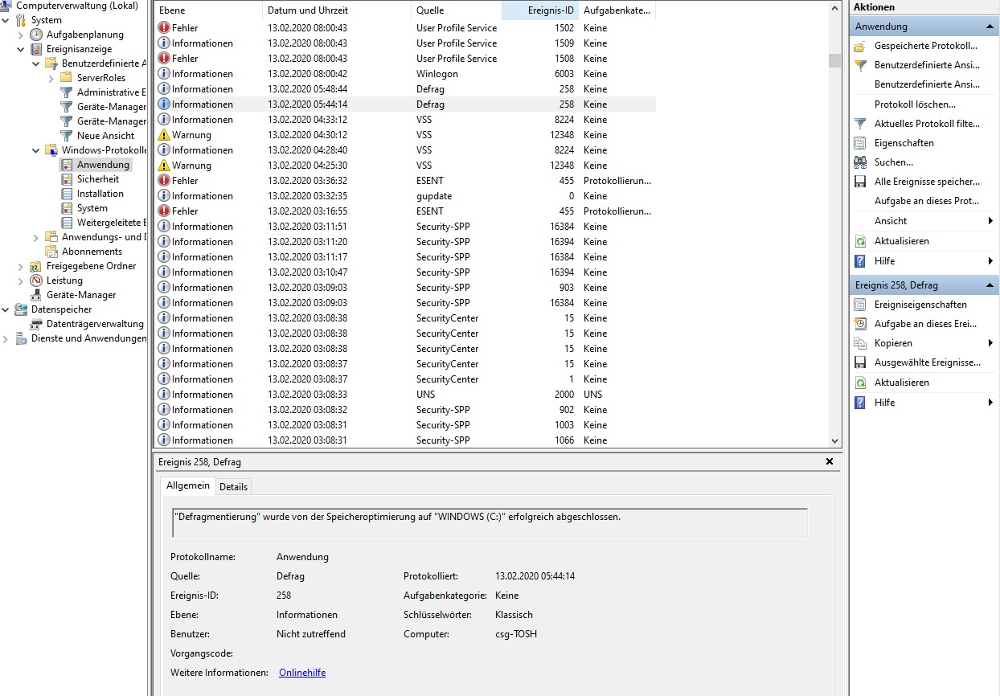 Computerverwaltung (Lokal)
System
Aufgabenplanung
Ereignisanzeige
Benutzerdefinierte A
ServerRoles
Administrative E
Geräte-Manager
Geräte-Manager
Neue Ansicht
Windows-Protokolle
Anwendung
Sicherheit
Installation
System
Weitergeleitete E
Anwendungs- und D
Abonnements
Freigegebene Ordner
Leistung
Geräte-Manager
Datenspeicher
Datenträgerverwaltung
Dienste und Anwendungen
Ebene Datum und Uhrzeit Quelle Ereignis-ID Aufgabenkate...
Fehler 13.02.2020 08:00:43 User Profile Service 1502 Keine
Informationen 13.02.2020 08:00:43 User Profile Service 1509 Keine
Fehler 13.02.2020 08:00:43 User Profile Service 1508 Keine
Informationen 13.02.2020 08:00:42 Winlogon 6003 Keine
Informationen 13.02.2020 05:48:44 Defrag 258 Keine
Informationen 13.02.2020 05:44:14 Defrag 258 Keine
Informationen 13.02.2020 04:33:12 VSS 8224 Keine
Warnung 13.02.2020 04:30:12 VSS 12348 Keine
Informationen 13.02.2020 04:28:40 VSS 8224 Keine
Warnung 13.02.2020 04:25:30 VSS 12348 Keine
Fehler 13.02.2020 03:36:32 ESENT 455 Protokollierun...
Informationen 13.02.2020 03:32:35 gupdate 0 Keine
Fehler 13.02.2020 03:16:55 ESENT 455 Protokollierun...
Informationen 13.02.2020 03:11:51 Security-SPP 16384 Keine
Informationen 13.02.2020 03:11:20 Security-SPP 16394 Keine
Informationen 13.02.2020 03:11:17 Security-SPP 16384 Keine
Informationen 13.02.2020 03:10:47 Security-SPP 16394 Keine
Informationen 13.02.2020 03:09:03 Security-SPP 903 Keine
Informationen 13.02.2020 03:09:03 Security-SPP 16384 Keine
Informationen 13.02.2020 03:08:38 SecurityCenter 15 Keine
Informationen 13.02.2020 03:08:38 SecurityCenter 15 Keine
Informationen 13.02.2020 03:08:38 SecurityCenter 15 Keine
Informationen 13.02.2020 03:08:37 SecurityCenter 15 Keine
Informationen 13.02.2020 03:08:37 SecurityCenter 1 Keine
Informationen 13.02.2020 03:08:33 UNS 2000 UNS
Informationen 13.02.2020 03:08:32 Security-SPP 902 Keine
Informationen 13.02.2020 03:08:31 Security-SPP 1003 Keine
Informationen 13.02.2020 03:08:31 Security-SPP 1066 Keine
Ereignis 258, Defrag
Allgemein Details
"Defragmentierung" wurde von der Speicheroptimierung auf "WINDOWS (C:)" erfolgreich abgeschlossen.
Protokollname: Anwendung
Quelle: Defrag Protokolliert: 13.02.2020 05:44:14
Ereignis-ID: 258 Aufgabenkategorie: Keine
Ebene: Informationen Schlüsselwörter: Klassisch
Benutzer: Nicht zutreffend Computer: csg-TOSH
Vorgangscode:
Weitere Informationen: Onlinehilfe
Aktionen
Anwendung
Gespeicherte Protokoll...
Benutzerdefinierte Ansi...
Benutzerdefinierte Ansi...
Protokoll löschen...
Aktuelles Protokoll filte...
Eigenschaften
Suchen...
Alle Ereignisse speicher...
Aufgabe an dieses Prot...
Ansicht
Aktualisieren
Hilfe
Ereignis 258, Defrag
Ereigniseigenschaften
Aufgabe an dieses Erei...
Kopieren
Ausgewählte Ereignisse...
Aktualisieren
Hilfe